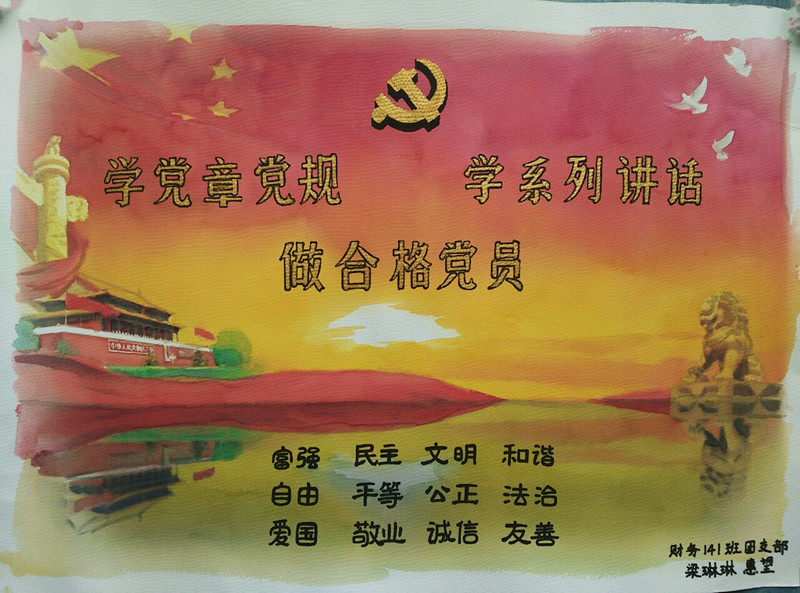 学党章党规 学系列讲话
做合格党员
富强 民主 文明 和谐
自由 平等 公正 法治
爱国 敬业 诚信 友善
财务141班团支部
梁琳琳 惠望